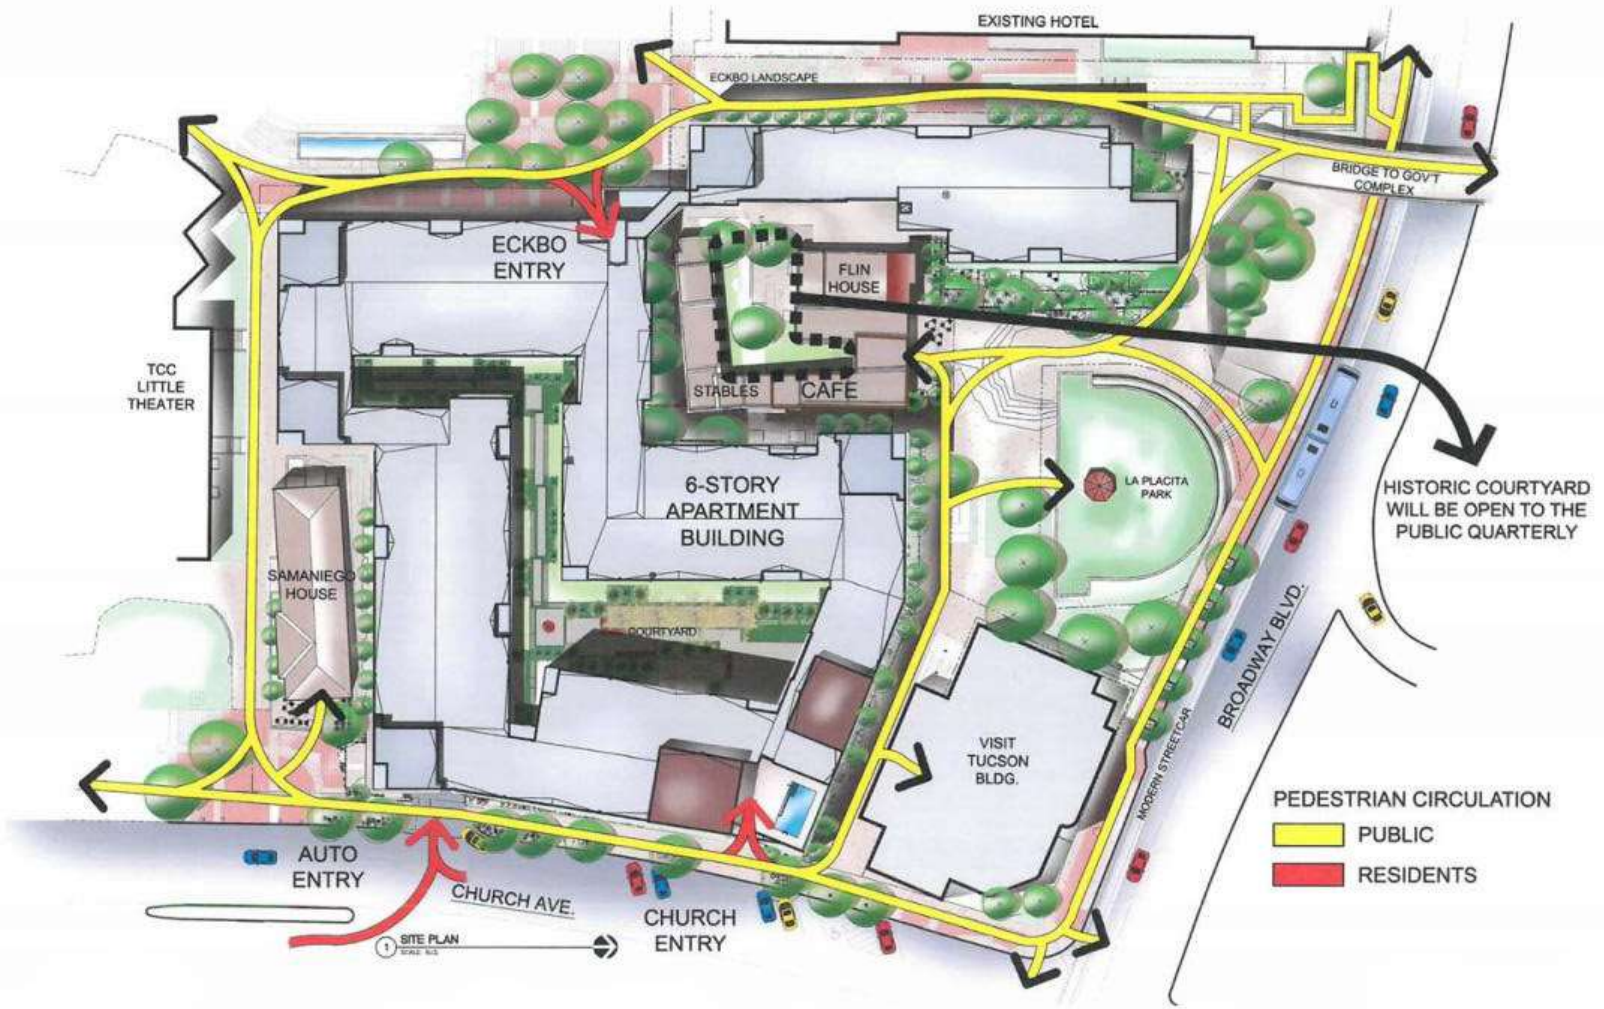 EXISTING HOTEL
ECKBO LANDSCAPE
BRIDGE TO GOV'T
COMPLEX
ECKBO
ENTRY
FLIN
HOUSE
TCC
LITTLE
THEATER
STABLES
CAFE
6-STORY
APARTMENT
BUILDING
LA PLACITA
PARK
HISTORIC COURTYARD
WILL BE OPEN TO THE
PUBLIC QUARTERLY
SAMANIEGO
HOUSE
COURTYARD
BROADWAY BLVD.
MODERN STREETCAR
VISIT
TUCSON
BLDG.
PEDESTRIAN CIRCULATION
PUBLIC
RESIDENTS
AUTO
ENTRY
CHURCH AVE.
CHURCH
ENTRY
1 SITE PLAN